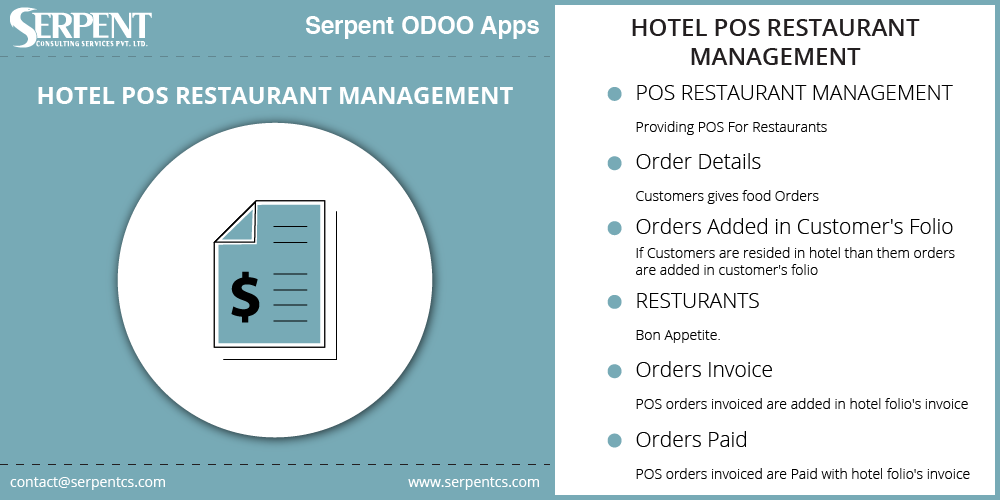 SERPENT
CONSULTING SERVICES PVT. LTD.
Serpent ODOO Apps
HOTEL POS RESTAURANT MANAGEMENT
$
contact@serpentcs.com
www.serpentcs.com
HOTEL POS RESTAURANT
MANAGEMENT
POS RESTAURANT MANAGEMENT
Providing POS For Restaurants
Order Details
Customers gives food Orders
Orders Added in Customer's Folio
If Customers are resided in hotel than them orders
are added in customer's folio
RESTURANTS
Bon Appetite.
Orders Invoice
POS orders invoiced are added in hotel folio's invoice
Orders Paid
POS orders invoiced are Paid with hotel folio's invoice